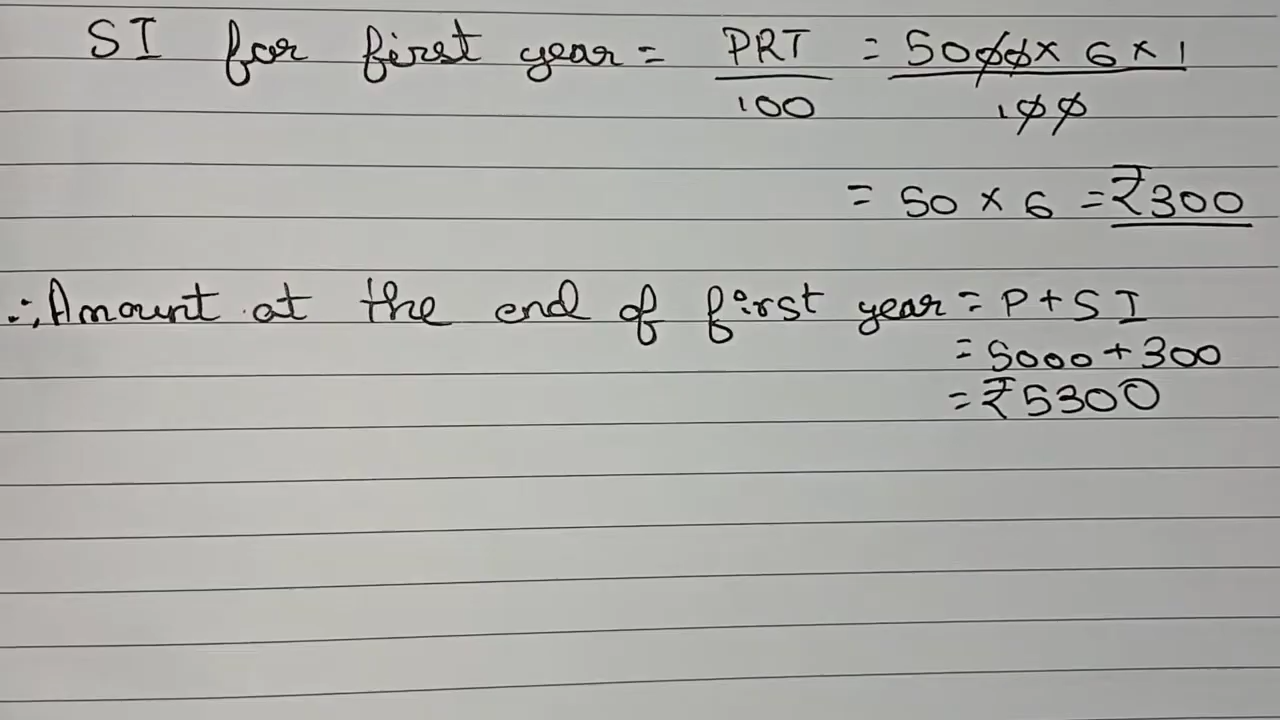 SI for first year = PRT/100 = 5000 × 6 × 1/100
= 50 × 6 = ₹300
∴ Amount at the end of first year = P + SI
= 5000 + 300
= ₹5300